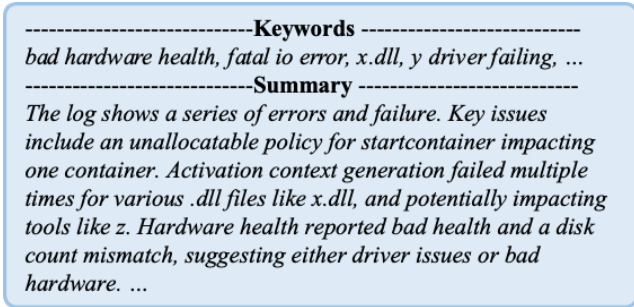 ----------------------------Keywords ---------------------------
bad hardware health, fatal io error, x.dll, y driver failing, ...
----------------------------Summary ---------------------------
The log shows a series of errors and failure. Key issues
include an unallocatable policy for startcontainer impacting
one container. Activation context generation failed multiple
times for various .dll files like x.dll, and potentially impacting
tools like z. Hardware health reported bad health and a disk
count mismatch, suggesting either driver issues or bad
hardware. ...